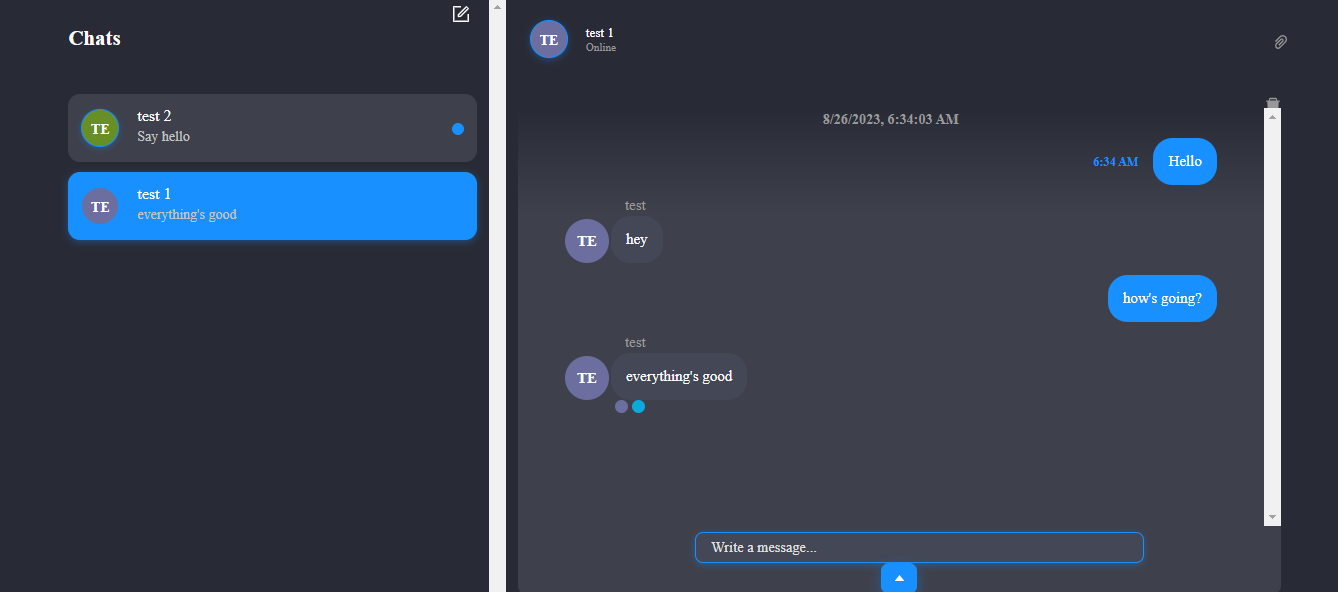 Chats
TE
test 2
Say hello
TE
test 1
everything's good
TE
test 1
Online
8/26/2023, 6:34:03 AM
6:34 AM Hello
test
TE hey
how's going?
test
TE everything's good
Write a message...